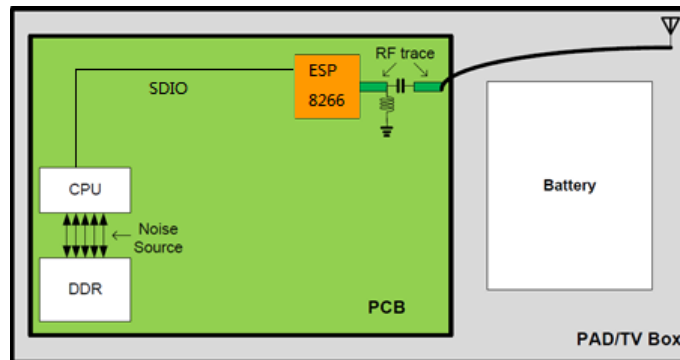 RF trace
ESP
8266
SDIO
CPU
Noise
Source
DDR
Battery
PCB
PAD/TV Box